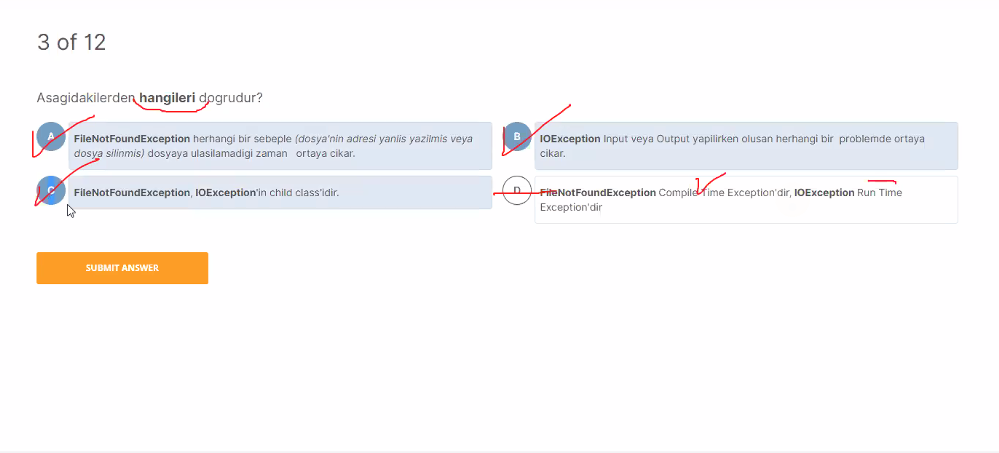 3 of 12
Asagidakilerden hangileri dogrudur?
A
FileNotFoundException herhangi bir sebeple (dosya'nin adresi yanlis yazilmis veya
dosya silinmis) dosyaya ulasilamadigi zaman ortaya cikar.
B
IOException Input veya Output yapilirken olusan herhangi bir problemde ortaya
cikar.
C
FileNotFoundException, IOException'in child class'idir.
D
FileNotFoundException Compile Time Exception'dir, IOException Run Time
Exception'dir
SUBMIT ANSWER